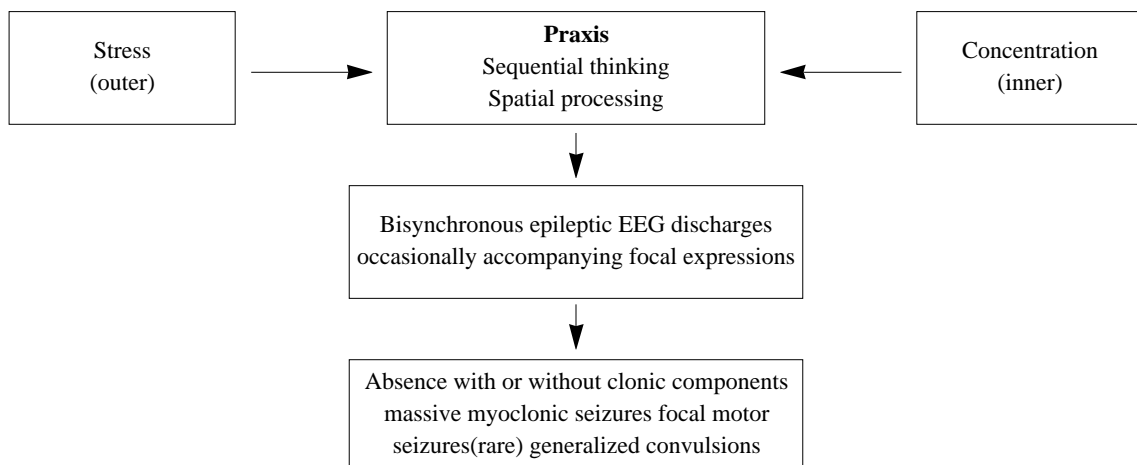 Stress
(outer)
Praxis
Sequential thinking
Spatial processing
Concentration
(inner)
Bisynchronous epileptic EEG discharges
occasionally accompanying focal expressions
Absence with or without clonic components
massive myoclonic seizures focal motor
seizures(rare) generalized convulsions